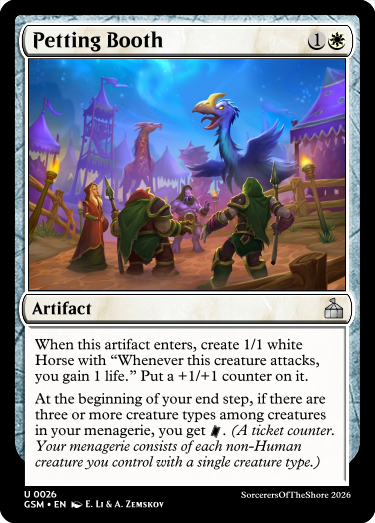 Petting Booth 1
Artifact
When this artifact enters, create 1/1 white
Horse with “Whenever this creature attacks,
you gain 1 life.” Put a +1/+1 counter on it.
At the beginning of your end step, if there are
three or more creature types among creatures
in your menagerie, you get . (A ticket counter.
Your menagerie consists of each non-Human
creature you control with a single creature type.)
U 0026
GSM • EN E. LI & A. ZEMSKOV
SorcerersOfTheShore 2026